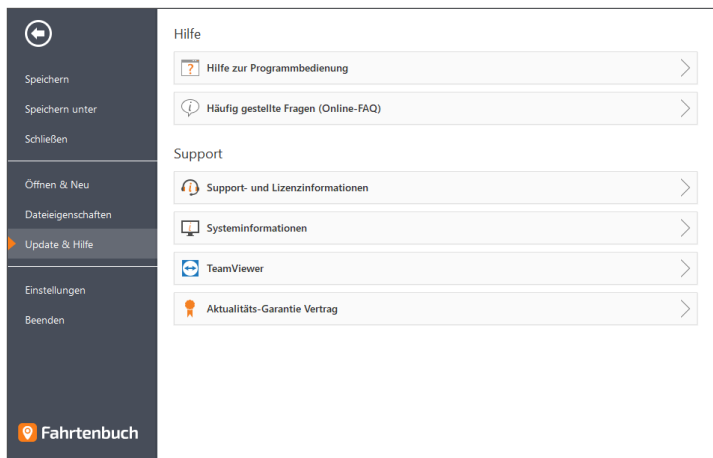 Speichern
Speichern unter
Schließen
Öffnen & Neu
Dateieigenschaften
Update & Hilfe
Einstellungen
Beenden
Fahrtenbuch
Hilfe
Hilfe zur Programmbedienung
Häufig gestellte Fragen (Online-FAQ)
Support
Support- und Lizenzinformationen
Systeminformationen
TeamViewer
Aktualitäts-Garantie Vertrag